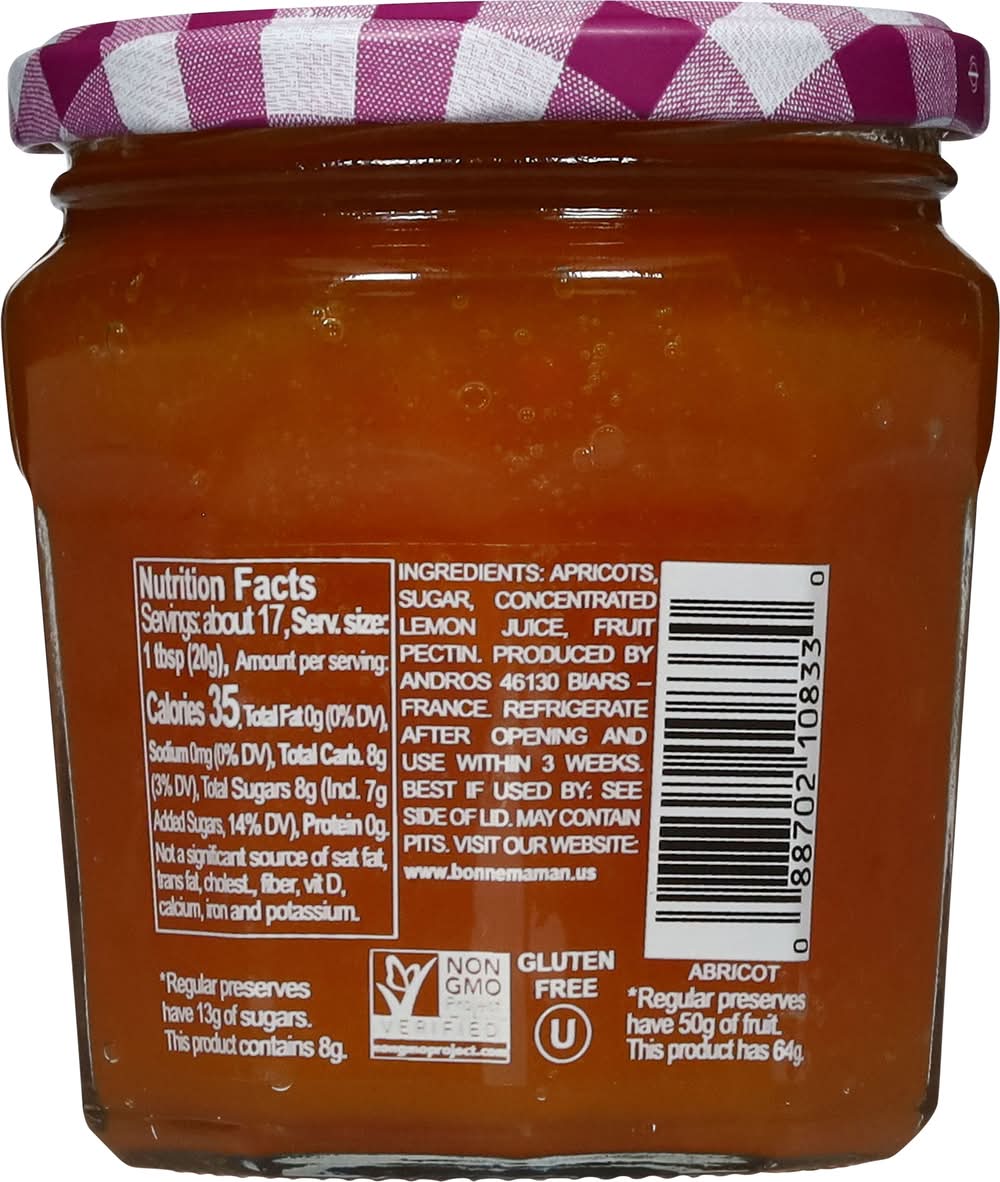 Nutrition Facts
Servings: about 17, Serv. size:
1 tbsp (20g), Amount per serving:
Calories 35, Total Fat 0g (0% DV),
Sodium 0mg (0% DV), Total Carb. 8g
(3% DV), Total Sugars 8g (Incl. 7g
Added Sugars, 14% DV), Protein 0g.
Not a significant source of sat fat,
trans fat, cholest., fiber, vit D,
calcium, iron and potassium.
INGREDIENTS: APRICOTS,
SUGAR, CONCENTRATED
LEMON JUICE, FRUIT
PECTIN. PRODUCED BY
ANDROS 46130 BIARS –
FRANCE. REFRIGERATE
AFTER OPENING AND
USE WITHIN 3 WEEKS.
BEST IF USED BY: SEE
SIDE OF LID. MAY CONTAIN
PITS. VISIT OUR WEBSITE:
www.bonnemaman.us
0 88702 10833 0
*Regular preserves
have 13g of sugars.
This product contains 8g.
NON
GMO
Project
VERIFIED
nongmoproject.com
GLUTEN
FREE
U
ABRICOT
*Regular preserves
have 50g of fruit.
This product has 64g.